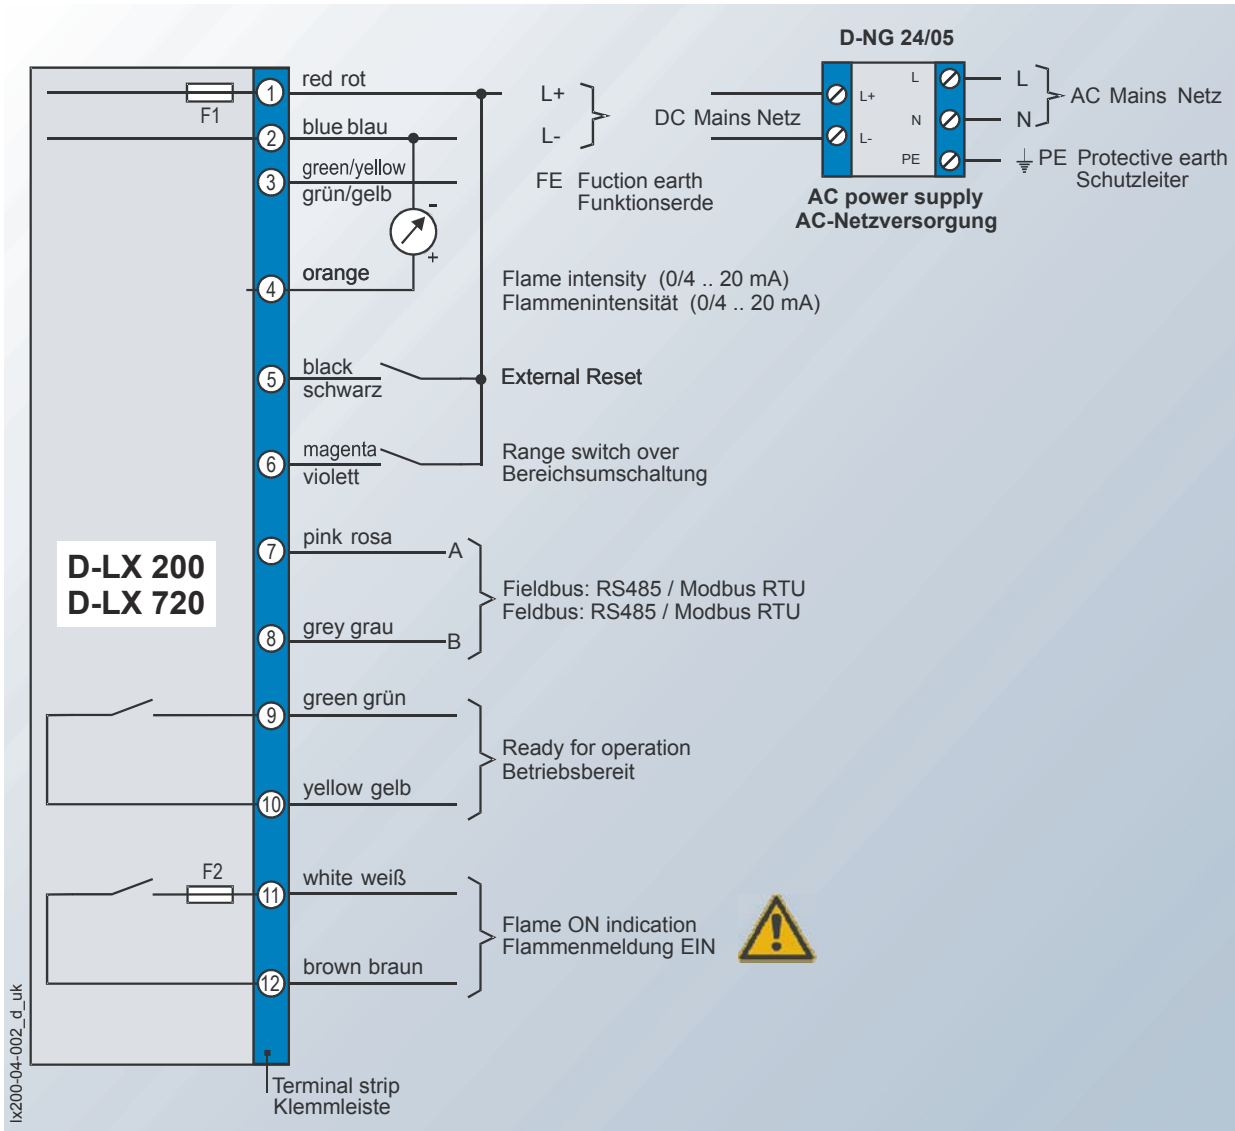 D-NG 24/05
1
red rot
F1
L+
L-
DC Mains Netz
L+
L-
L
N
PE
L
N
AC Mains Netz
PE Protective earth
Schutzleiter
AC power supply
AC-Netzversorgung
2
blue blau
3
green/yellow
grün/gelb
FE Fuction earth
Funktionserde
-
+
4
orange
Flame intensity (0/4 .. 20 mA)
Flammenintensität (0/4 .. 20 mA)
5
black
schwarz
External Reset
6
magenta
violett
Range switch over
Bereichsumschaltung
D-LX 200
D-LX 720
7
pink rosa
A
Fieldbus: RS485 / Modbus RTU
Feldbus: RS485 / Modbus RTU
8
grey grau
B
9
green grün
Ready for operation
Betriebsbereit
10
yellow gelb
F2
11
white weiß
Flame ON indication
Flammenmeldung EIN
!
12
brown braun
Terminal strip
Klemmleiste
lx200-04-002_d_uk